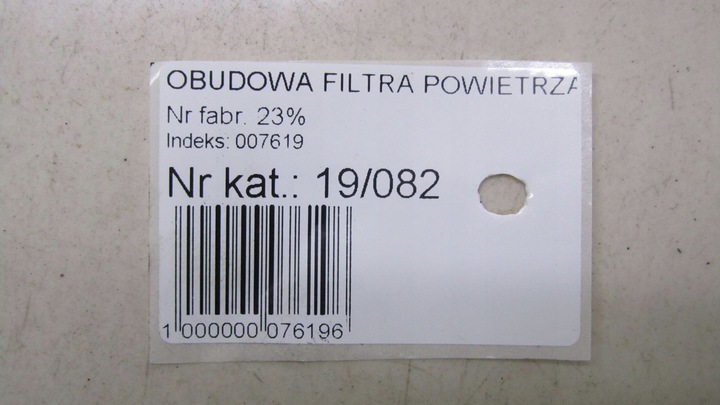 OBUDOWA FILTRA POWIETRZA
Nr fabr. 23%
Indeks: 007619
Nr kat.: 19/082
1 000000 076196